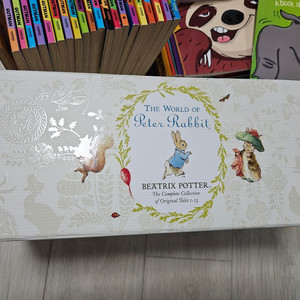 THE WORLD OF
Peter Rabbit
BEATRIX POTTER
The Complete Collection
of Original Tales 1-23